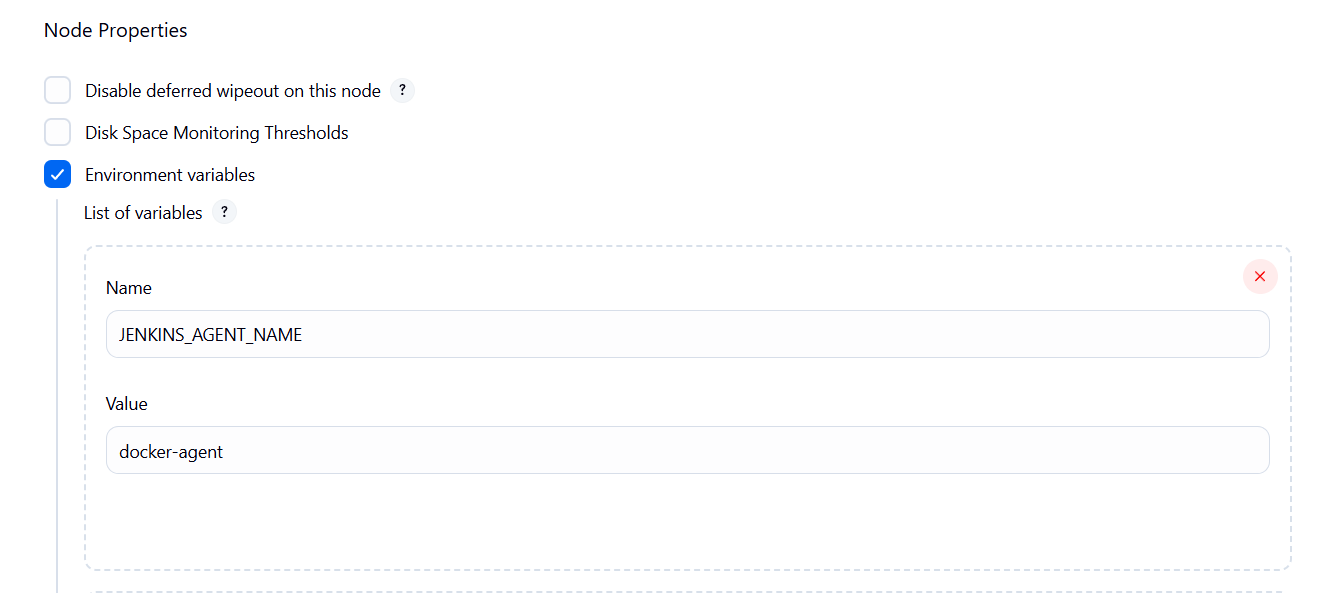 Node Properties
Disable deferred wipeout on this node ?
Disk Space Monitoring Thresholds
Environment variables
List of variables ?
Name
JENKINS_AGENT_NAME
Value
docker-agent